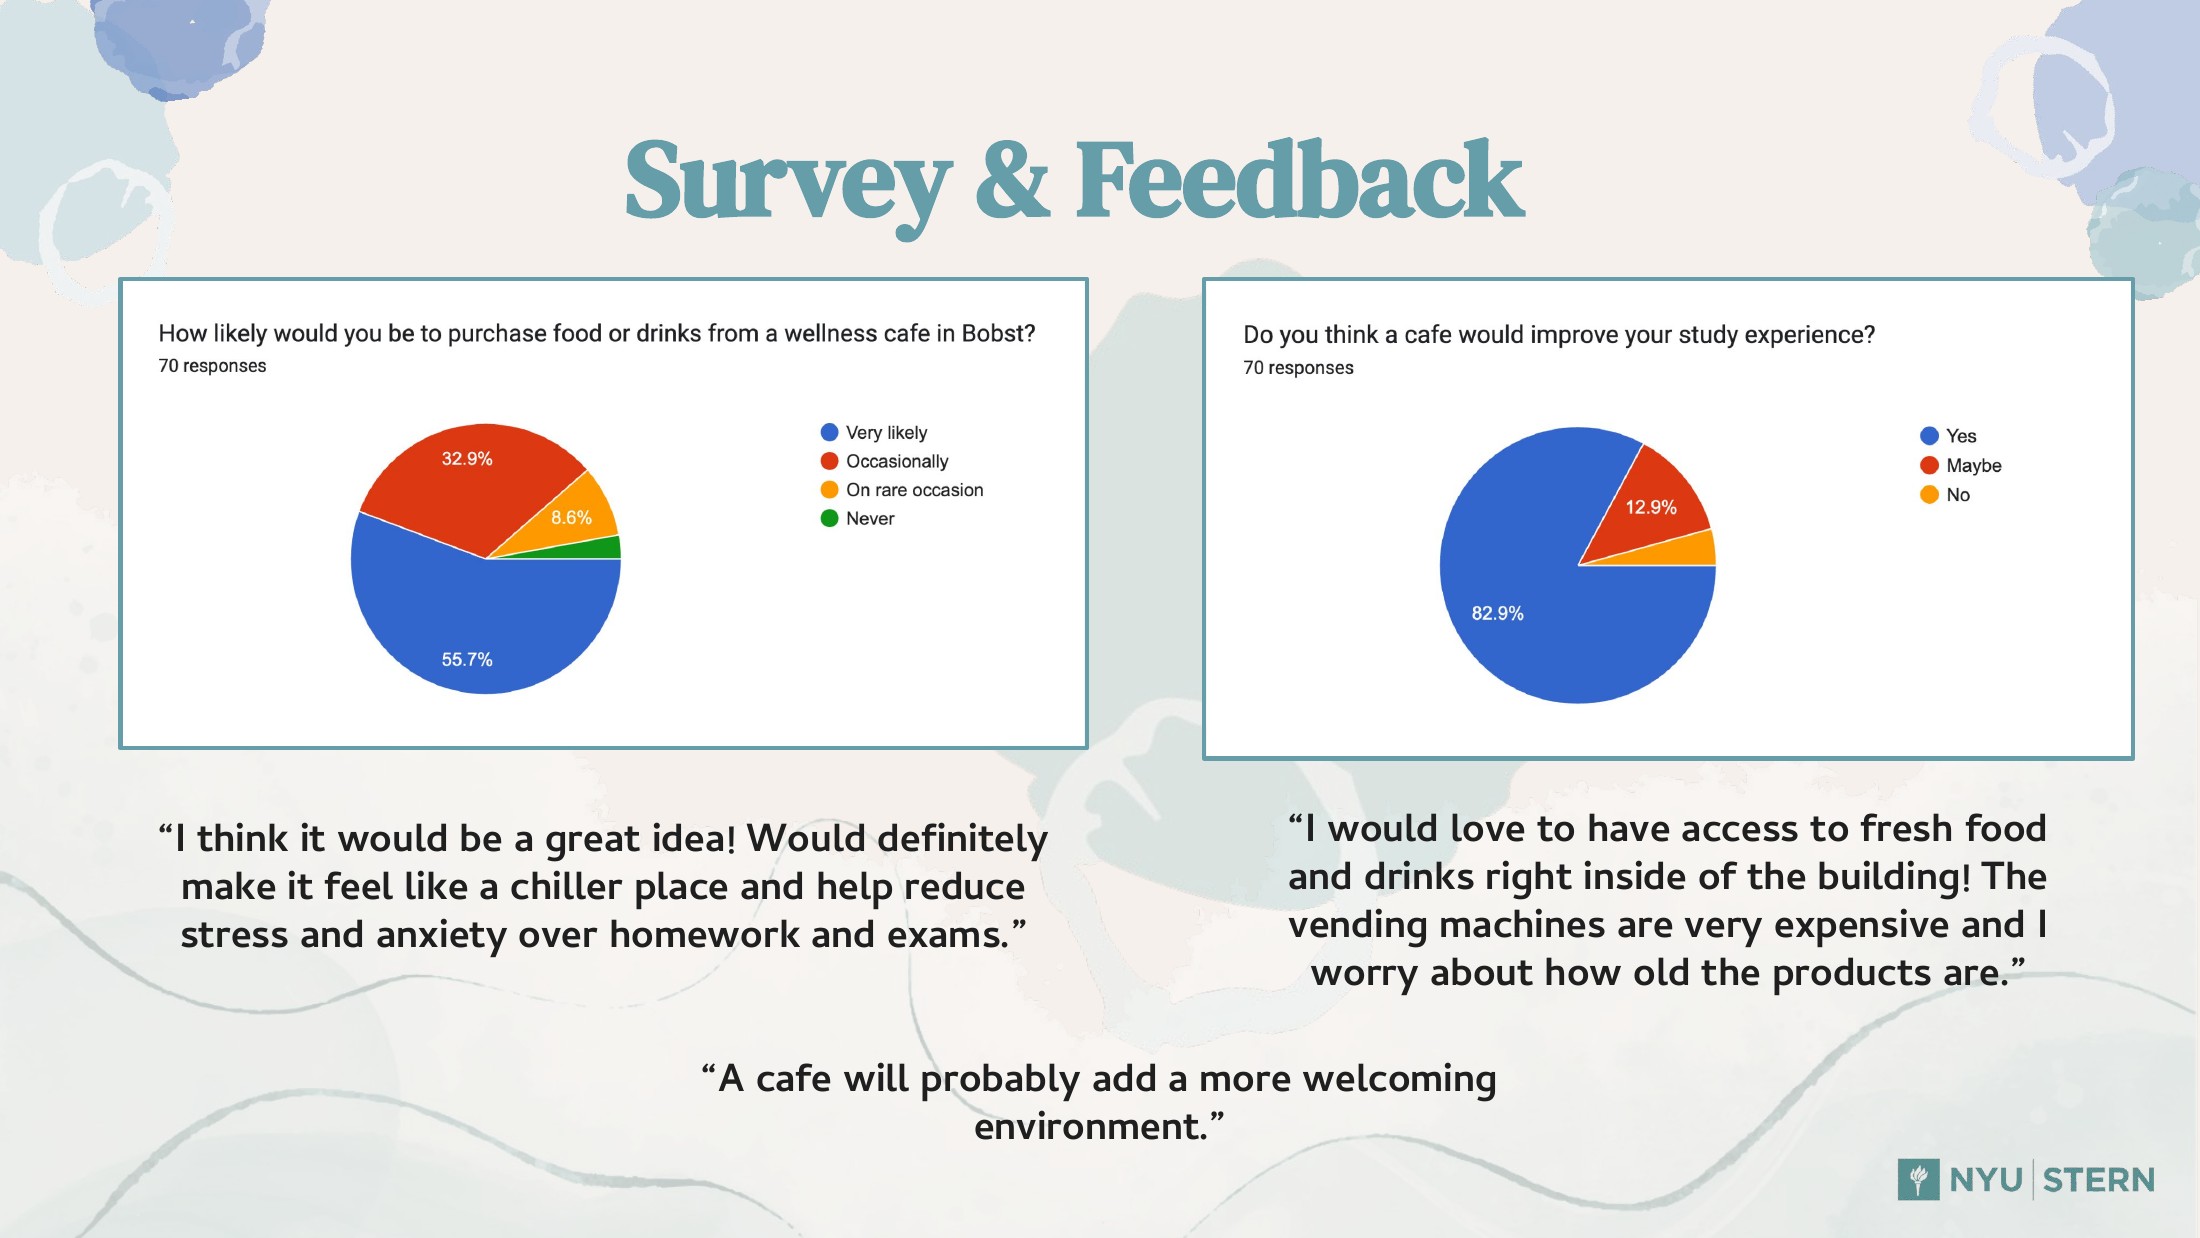 Survey & Feedback
How likely would you be to purchase food or drinks from a wellness cafe in Bobst?
70 responses
32.9%
8.6%
55.7%
Very likely
Occasionally
On rare occasion
Never
Do you think a cafe would improve your study experience?
70 responses
12.9%
82.9%
Yes
Maybe
No
“I think it would be a great idea! Would definitely
make it feel like a chiller place and help reduce
stress and anxiety over homework and exams.”
“I would love to have access to fresh food
and drinks right inside of the building! The
vending machines are very expensive and I
worry about how old the products are.”
“A cafe will probably add a more welcoming
environment.”
NYU | STERN